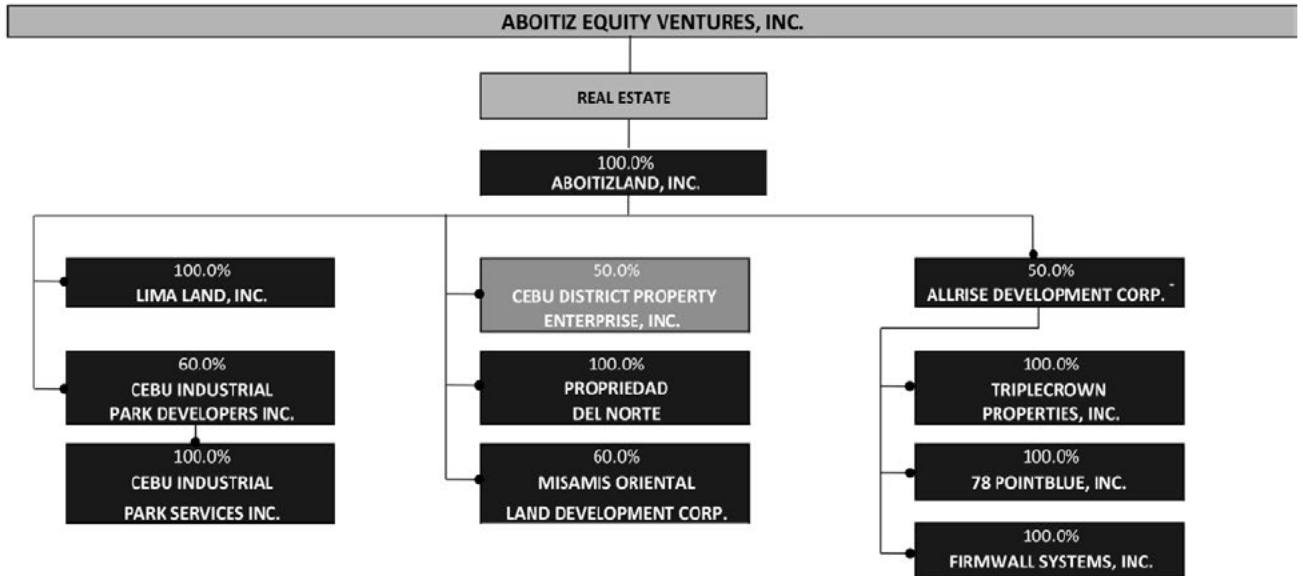 ABOITIZ EQUITY VENTURES, INC.
REAL ESTATE
100.0%
ABOITIZLAND, INC.
100.0%
LIMA LAND, INC.
60.0%
CEBU INDUSTRIAL
PARK DEVELOPERS INC.
100.0%
CEBU INDUSTRIAL
PARK SERVICES INC.
50.0%
CEBU DISTRICT PROPERTY
ENTERPRISE, INC.
100.0%
PROPRIEDAD
DEL NORTE
60.0%
MISAMIS ORIENTAL
LAND DEVELOPMENT CORP.
50.0%
ALLRISE DEVELOPMENT CORP.
100.0%
TRIPLECROWN
PROPERTIES, INC.
100.0%
78 POINTBLUE, INC.
100.0%
FIRMWALL SYSTEMS, INC.